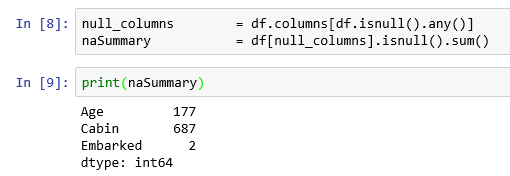 In [8]: null_columns        = df.columns[df.isnull().any()]
naSummary           = df[null_columns].isnull().sum()
In [9]: print(naSummary)
Age         177
Cabin       687
Embarked      2
dtype: int64